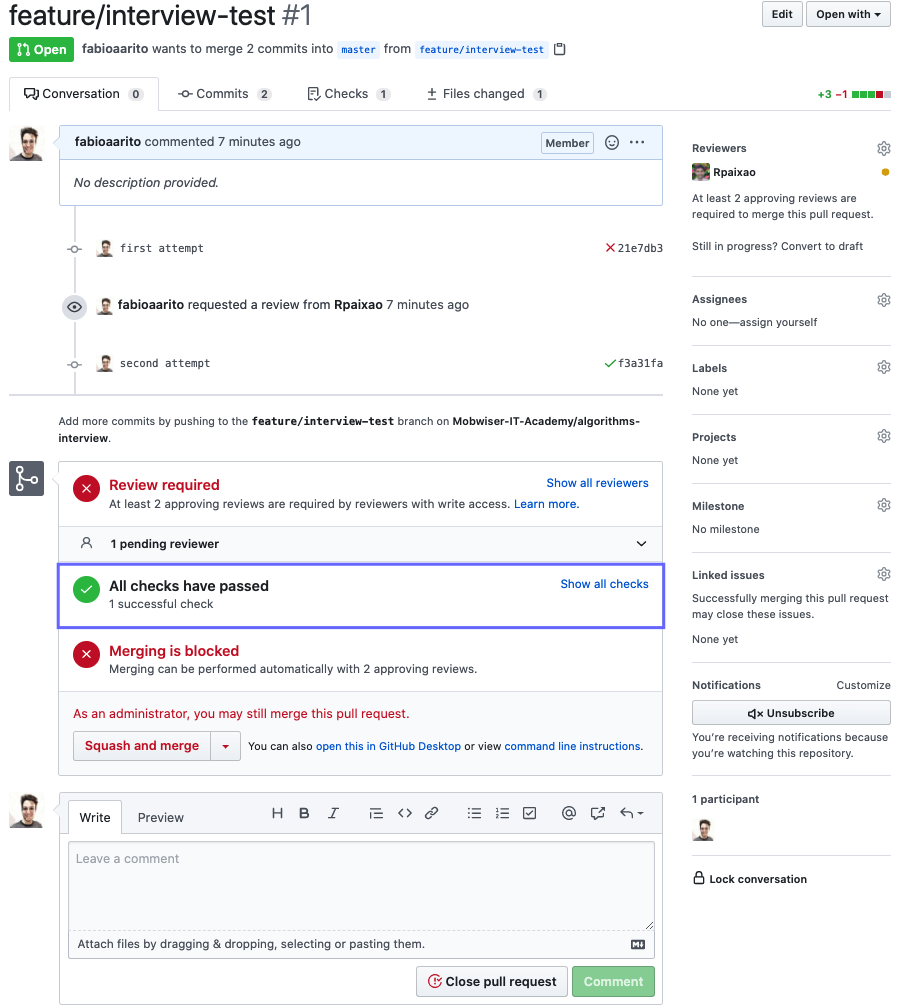 feature/interview-test #1
Edit
Open with
Open
fabioaarito wants to merge 2 commits into master from feature/interview-test
Conversation 0
Commits 2
Checks 1
Files changed 1
+3 −1
fabioaarito commented 7 minutes ago
Member
No description provided.
first attempt
21e7db3
fabioaarito requested a review from Rpaixao 7 minutes ago
second attempt
f3a31fa
Add more commits by pushing to the feature/interview-test branch on Mobwiser-IT-Academy/algorithms-
interview.
Review required
Show all reviewers
At least 2 approving reviews are required by reviewers with write access. Learn more.
1 pending reviewer
All checks have passed
Show all checks
1 successful check
Merging is blocked
Merging can be performed automatically with 2 approving reviews.
As an administrator, you may still merge this pull request.
Squash and merge
You can also open this in GitHub Desktop or view command line instructions.
Write
Preview
Leave a comment
Attach files by dragging & dropping, selecting or pasting them.
Close pull request
Comment
Reviewers
Rpaixao
At least 2 approving reviews are
required to merge this pull request.
Still in progress? Convert to draft
Assignees
No one—assign yourself
Labels
None yet
Projects
None yet
Milestone
No milestone
Linked issues
Successfully merging this pull request
may close these issues.
None yet
Notifications
Customize
Unsubscribe
You’re receiving notifications because
you’re watching this repository.
1 participant
Lock conversation